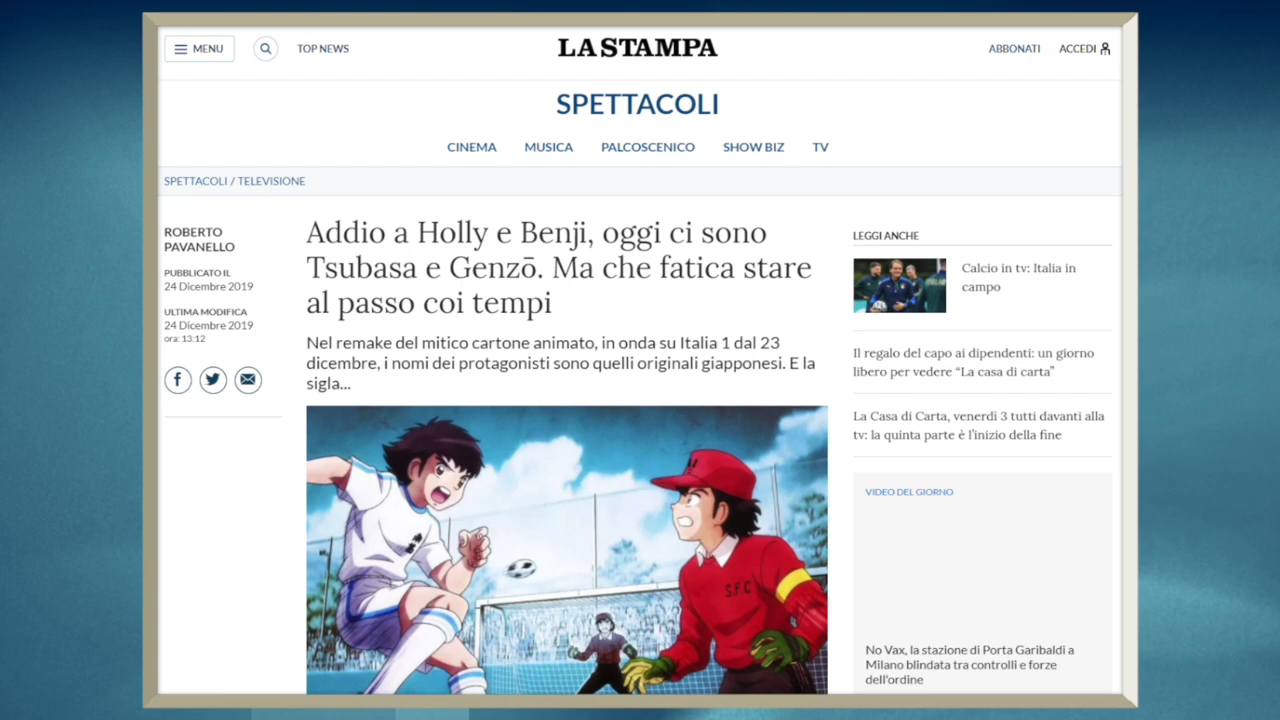 MENU
TOP NEWS
LA STAMPA
ABBONATI
ACCEDI
SPETTACOLI
CINEMA
MUSICA
PALCOSCENICO
SHOW BIZ
TV
SPETTACOLI / TELEVISIONE
ROBERTO
PAVANELLO
PUBBLICATO IL
24 Dicembre 2019
ULTIMA MODIFICA
24 Dicembre 2019
ora: 13:12
Addio a Holly e Benji, oggi ci sono
Tsubasa e Genzō. Ma che fatica stare
al passo coi tempi
Nel remake del mitico cartone animato, in onda su Italia 1 dal 23
dicembre, i nomi dei protagonisti sono quelli originali giapponesi. E la
sigla...
S.F.C
LEGGI ANCHE
Calcio in tv: Italia in
campo
Il regalo del capo ai dipendenti: un giorno
libero per vedere “La casa di carta”
La Casa di Carta, venerdì 3 tutti davanti alla
tv: la quinta parte è l’inizio della fine
VIDEO DEL GIORNO
No Vax, la stazione di Porta Garibaldi a
Milano blindata tra controlli e forze
dell'ordine